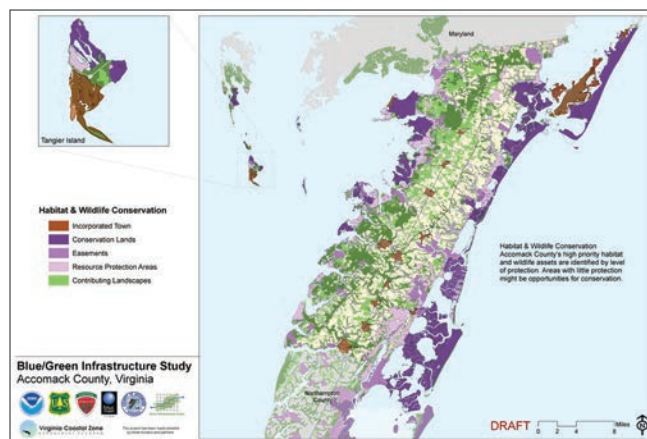 Tangier Island
Maryland
Habitat & Wildlife Conservation
Incorporated Town
Conservation Lands
Easements
Resource Protection Areas
Contributing Landscapes
Habitat & Wildlife Conservation
Accomack County's high priority habitat
and wildlife assets are identified by level
of protection. Areas with little protection
might be opportunities for conservation.
Blue/Green Infrastructure Study
Accomack County, Virginia
Virginia Coastal Zone
Northampton
County
DRAFT
0 2 4 8
Miles
N